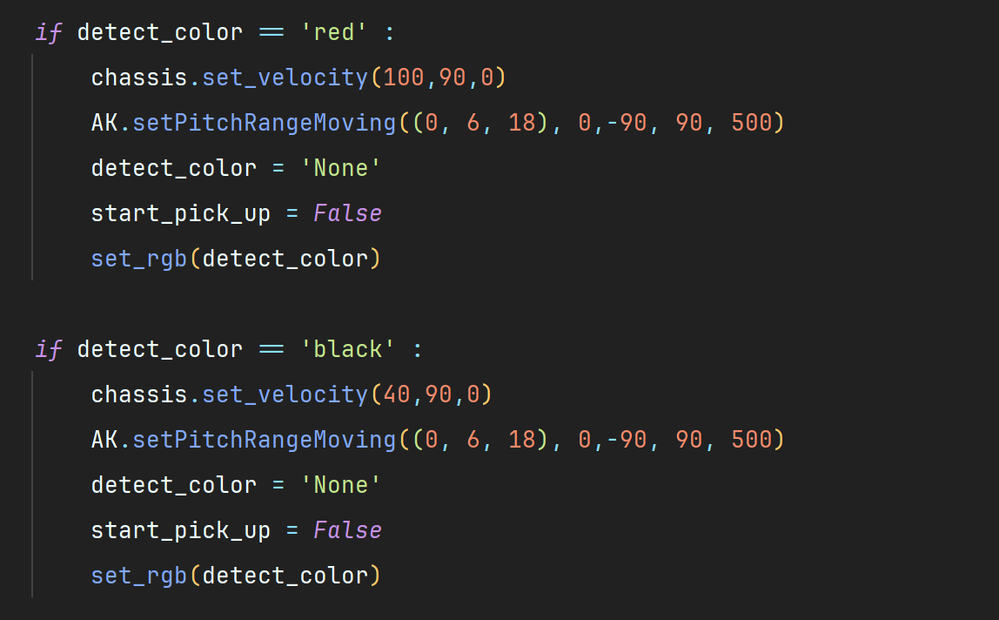 if detect_color == 'red' :
    chassis.set_velocity(100,90,0)
    AK.setPitchRangeMoving((0, 6, 18), 0,-90, 90, 500)
    detect_color = 'None'
    start_pick_up = False
    set_rgb(detect_color)

if detect_color == 'black' :
    chassis.set_velocity(40,90,0)
    AK.setPitchRangeMoving((0, 6, 18), 0,-90, 90, 500)
    detect_color = 'None'
    start_pick_up = False
    set_rgb(detect_color)